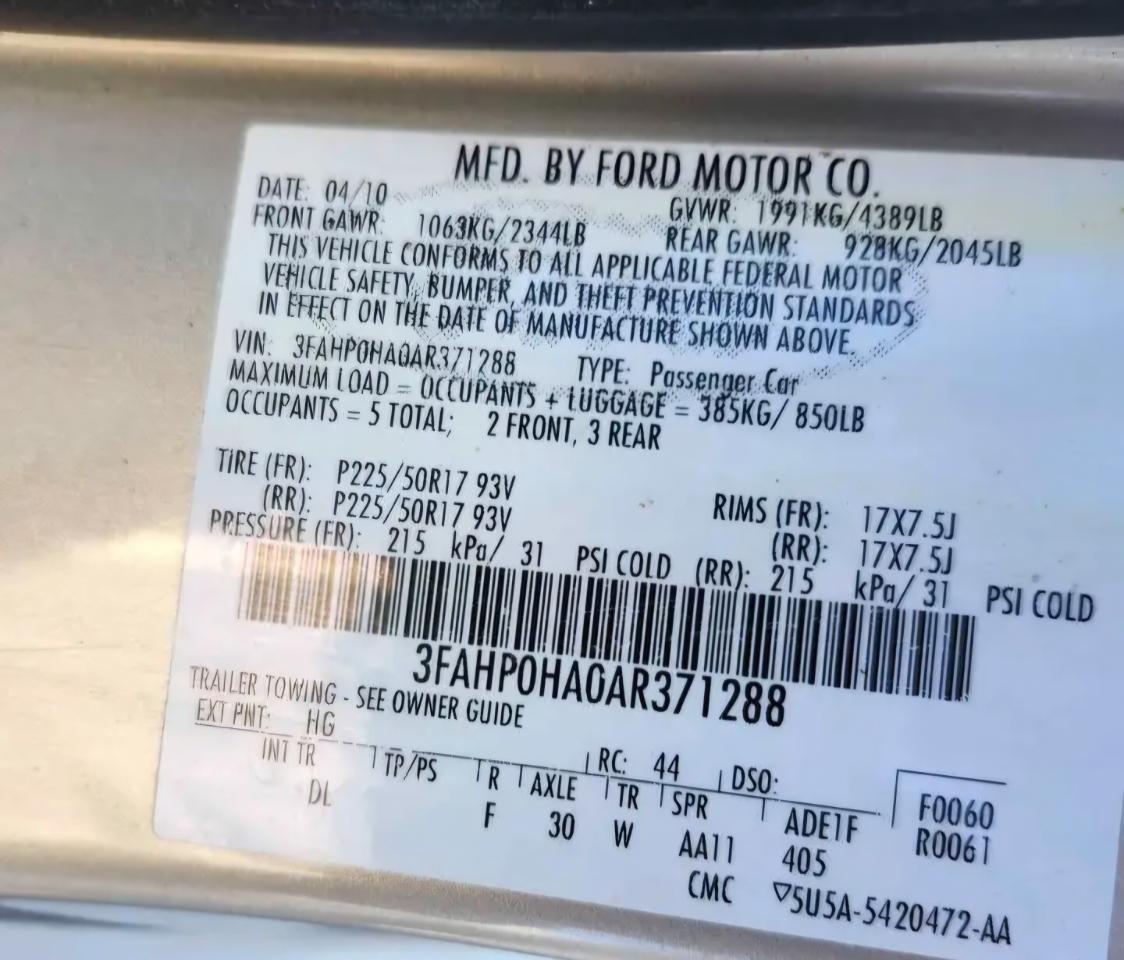 MFD. BY FORD MOTOR CO.
DATE: 04/10 GVWR: 1991KG/4389LB
FRONT GAWR: 1063KG/2344LB REAR GAWR: 928KG/2045LB
THIS VEHICLE CONFORMS TO ALL APPLICABLE FEDERAL MOTOR
VEHICLE SAFETY, BUMPER, AND THEFT PREVENTION STANDARDS
IN EFFECT ON THE DATE OF MANUFACTURE SHOWN ABOVE.
VIN: 3FAHP0HA0AR371288 TYPE: Passenger Car
MAXIMUM LOAD = OCCUPANTS + LUGGAGE = 385KG/ 850LB
OCCUPANTS = 5 TOTAL; 2 FRONT, 3 REAR
TIRE (FR): P225/50R17 93V RIMS (FR): 17X7.5J
(RR): P225/50R17 93V (RR): 17X7.5J
PRESSURE (FR): 215 kPa/ 31 PSI COLD (RR): 215 kPa/ 31 PSI COLD
3FAHP0HA0AR371288
TRAILER TOWING - SEE OWNER GUIDE
EXT PNT: HG RC: 44 DSO: F0060
INT TR TP/PS R AXLE TR SPR ADE1F R0061
DL F 30 W AA11 405
CMC ▽5U5A-5420472-AA